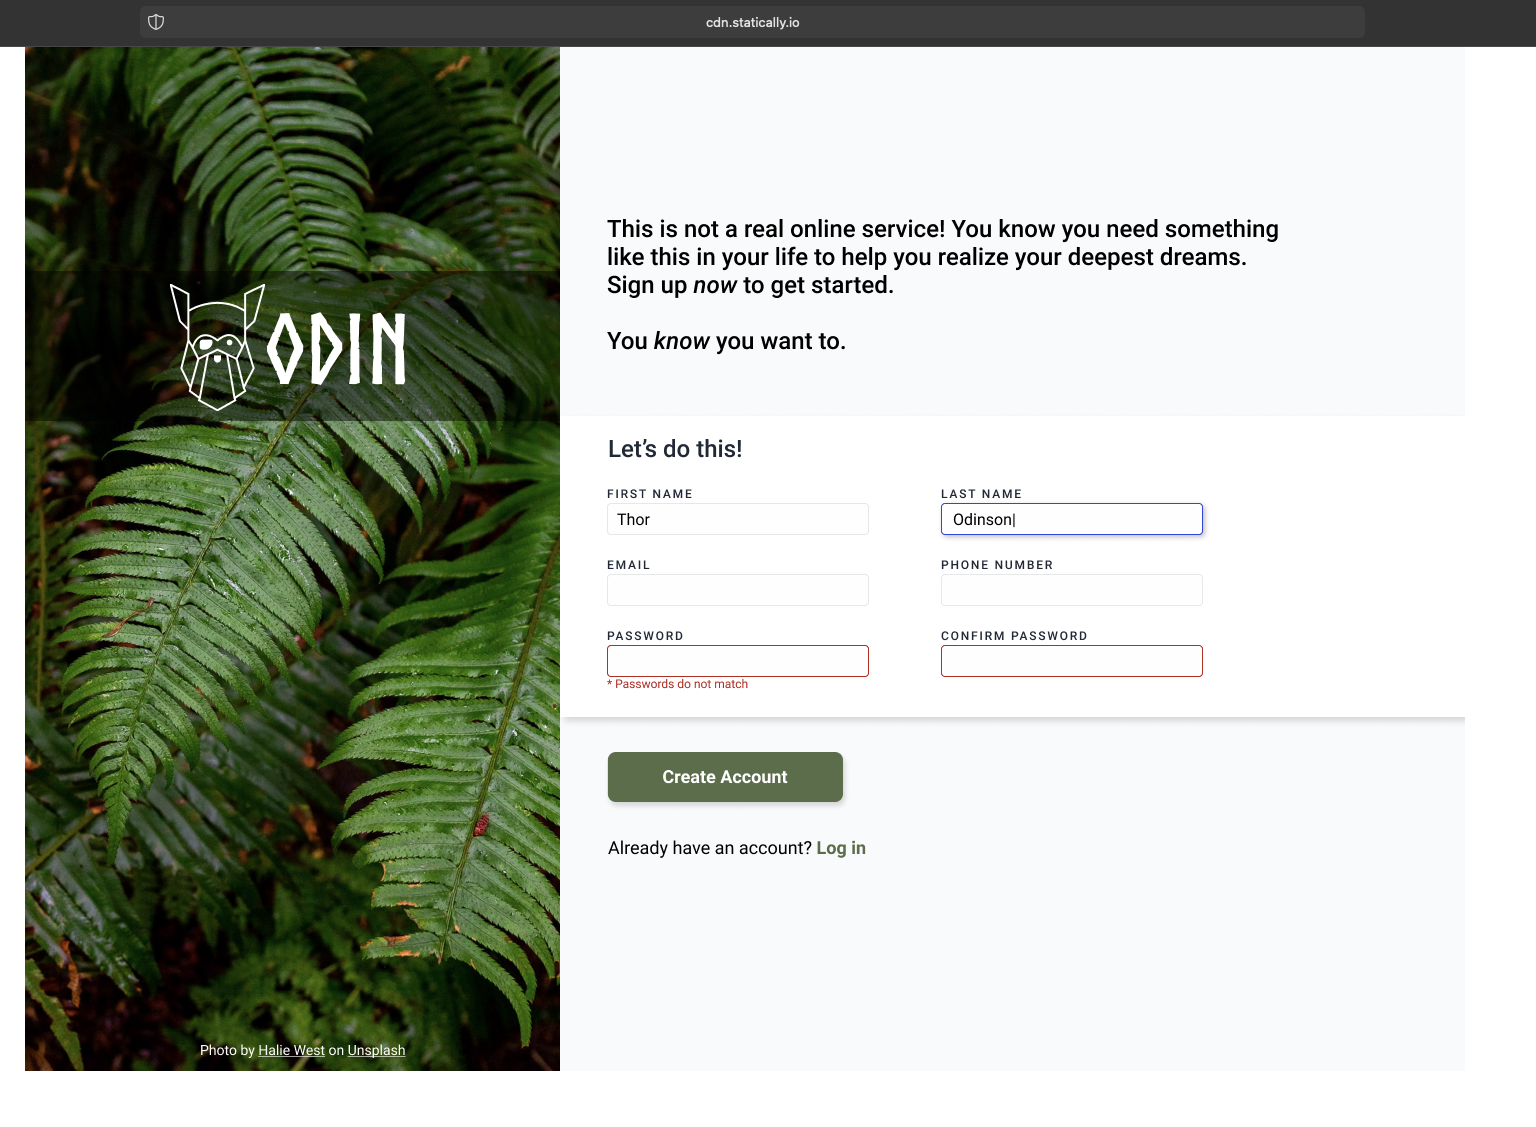 cdn.statically.io
ODIN
This is not a real online service! You know you need something
like this in your life to help you realize your deepest dreams.
Sign up now to get started.
You know you want to.
Let’s do this!
FIRST NAME
LAST NAME
Thor
Odinson
EMAIL
PHONE NUMBER
PASSWORD
CONFIRM PASSWORD
* Passwords do not match
Create Account
Already have an account? Log in
Photo by Halie West on Unsplash